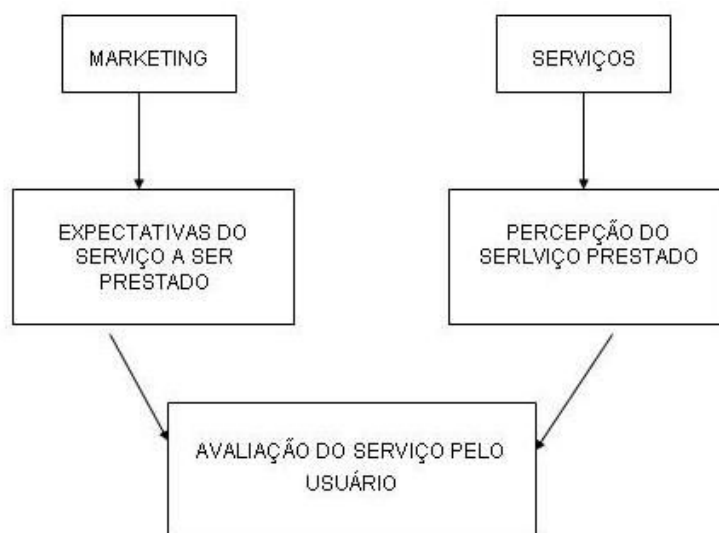 MARKETING
SERVIÇOS
EXPECTATIVAS DO
SERVIÇO A SER
PRESTADO
PERCEPÇÃO DO
SERLVIÇO PRESTADO
AVALIAÇÃO DO SERVIÇO PELO
USUÁRIO